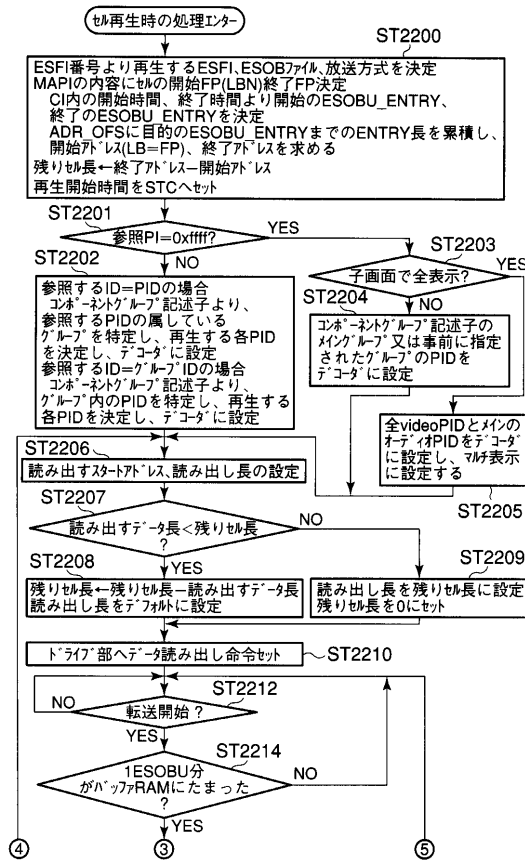 セル再生時の処理エンター
ST2200
ESFI番号より再生するESFI、ESOBファイル、放送方式を決定
MAPIの内容にセルの開始FP(LBN)終了FP決定
CI内の開始時間、終了時間より開始のESOBU_ENTRY、
終了のESOBU_ENTRYを決定
ADR_OFSに目的のESOBU_ENTRYまでのENTRY長を累積し、
開始アドレス(LB=FP)、終了アドレスを求める
残りセル長←終了アドレス−開始アドレス
再生開始時間をSTCへセット
ST2201
参照PI=0xffff?
YES
NO
ST2202
参照するID=PIDの場合
コンポーネントグループ記述子より、
参照するPIDの属している
グループを特定し、再生する各PID
を決定し、デコーダに設定
参照するID=グループIDの場合
コンポーネントグループ記述子より、
グループ内のPIDを特定し、再生する
各PIDを決定し、デコーダに設定
ST2203
子画面で全表示?
YES
NO
ST2204
コンポーネントグループ記述子の
メイングループ又は事前に指定
されたグループのPIDを
デコーダに設定
全videoPIDとメインの
オーディオPIDをデコーダ
に設定し、マルチ表示
に設定する
ST2205
ST2206
読み出すスタートアドレス、読み出し長の設定
ST2207
読み出すデータ長<残りセル長
?
NO
YES
ST2208
残りセル長←残りセル長−読み出すデータ長
読み出し長をデフォルトに設定
ST2209
読み出し長を残りセル長に設定
残りセル長を0にセット
ドライブ部へデータ読み出し命令セット
ST2210
ST2212
NO
転送開始?
YES
ST2214
1ESOBU分
がバッファRAMにたまった
?
NO
YES
④
③
⑤